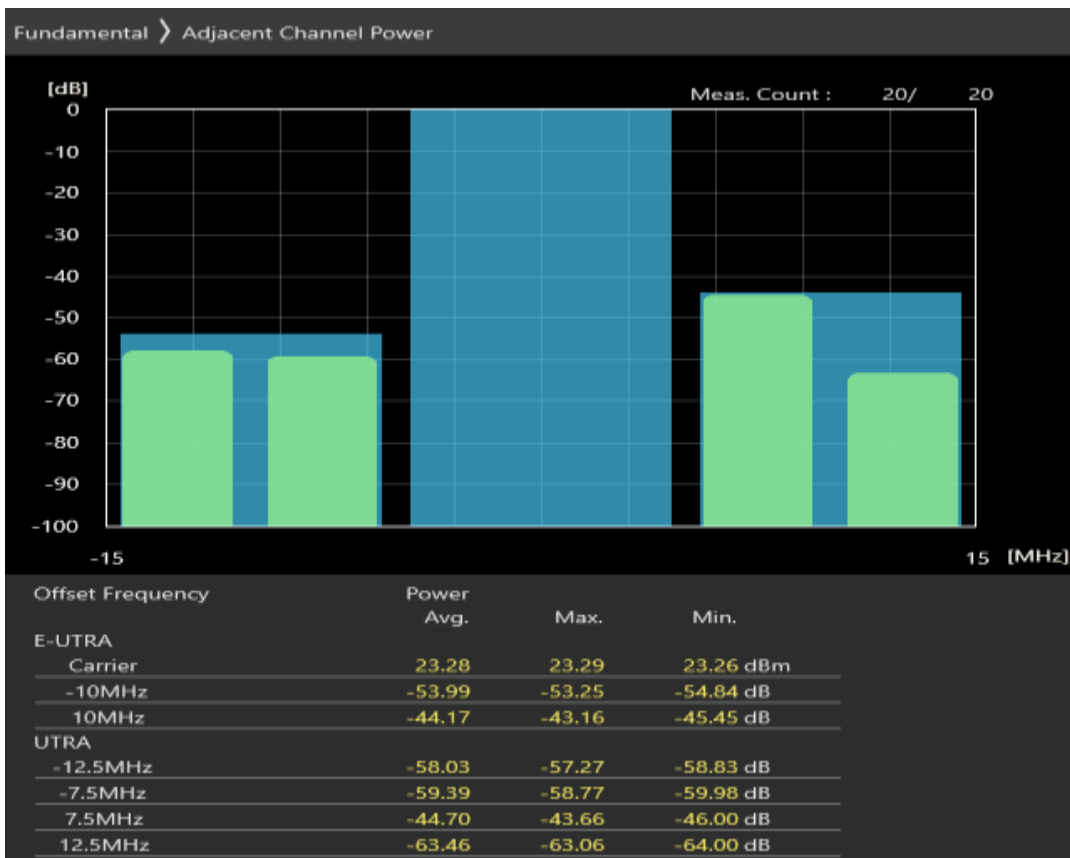 Fundamental ❯ Adjacent Channel Power
[dB]
Meas. Count : 20/ 20
0
-10
-20
-30
-40
-50
-60
-70
-80
-90
-100
-15 15 [MHz]
Offset Frequency Power
Avg. Max. Min.
E-UTRA
Carrier 23.28 23.29 23.26 dBm
-10MHz -53.99 -53.25 -54.84 dB
10MHz -44.17 -43.16 -45.45 dB
UTRA
-12.5MHz -58.03 -57.27 -58.83 dB
-7.5MHz -59.39 -58.77 -59.98 dB
7.5MHz -44.70 -43.66 -46.00 dB
12.5MHz -63.46 -63.06 -64.00 dB